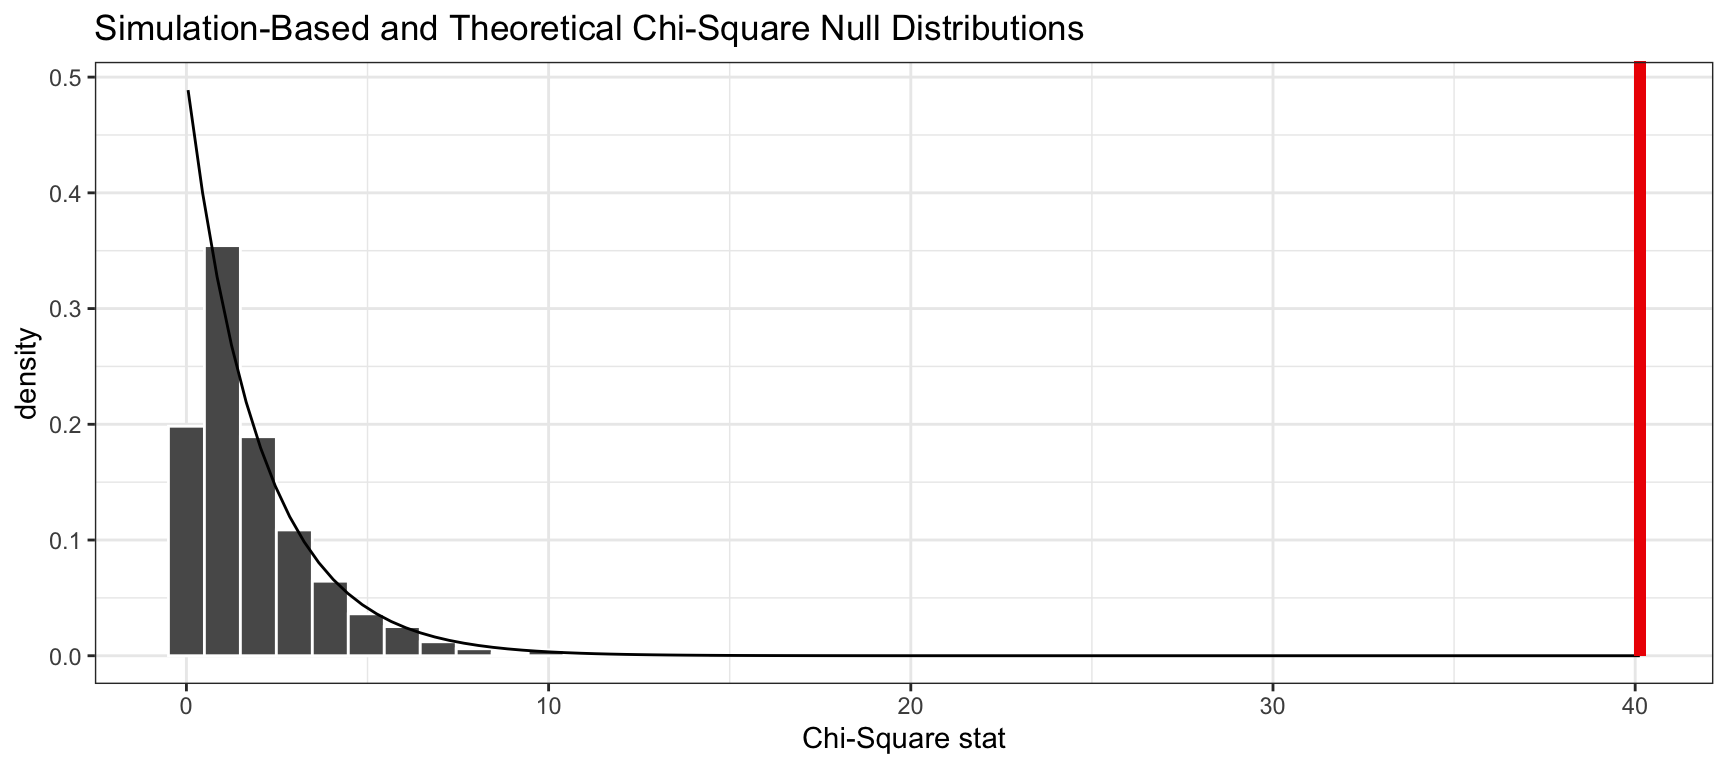 Simulation-Based and Theoretical Chi-Square Null Distributions
density
0.5
0.4
0.3
0.2
0.1
0.0
0 10 20 30 40
Chi-Square stat